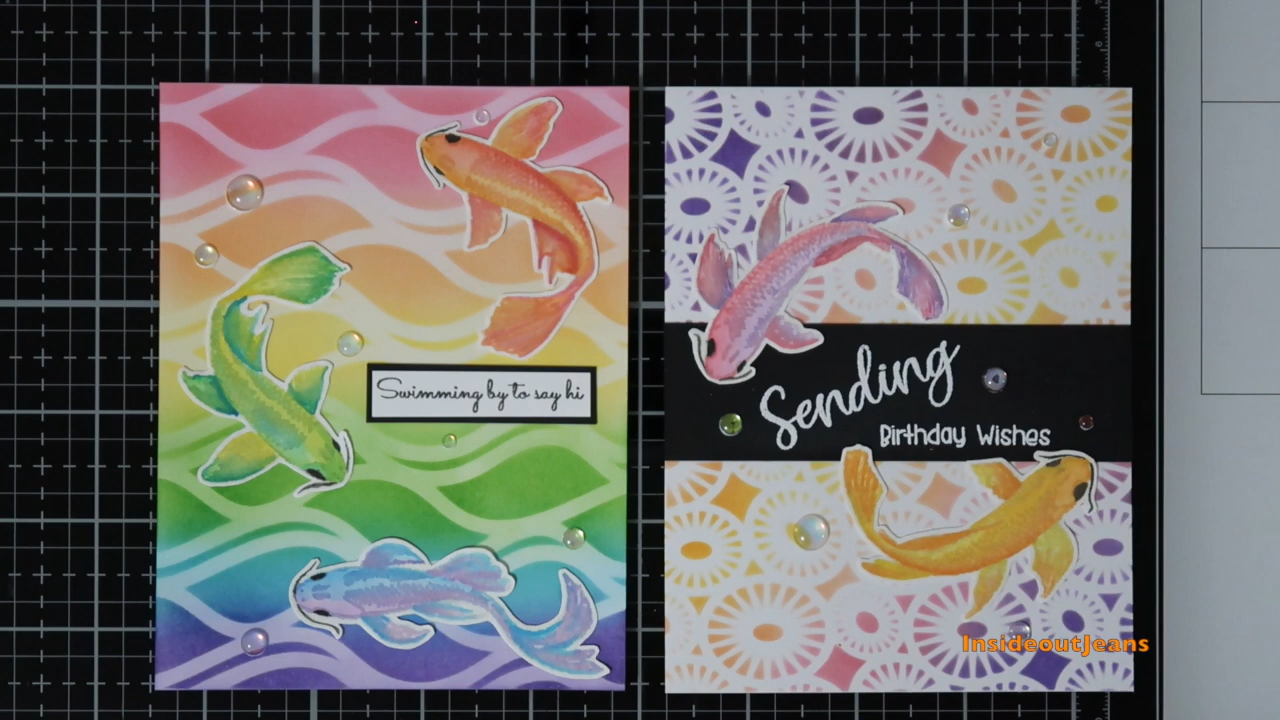 Swimming by to say hi
Sending
Birthday Wishes
InsideoutJeans